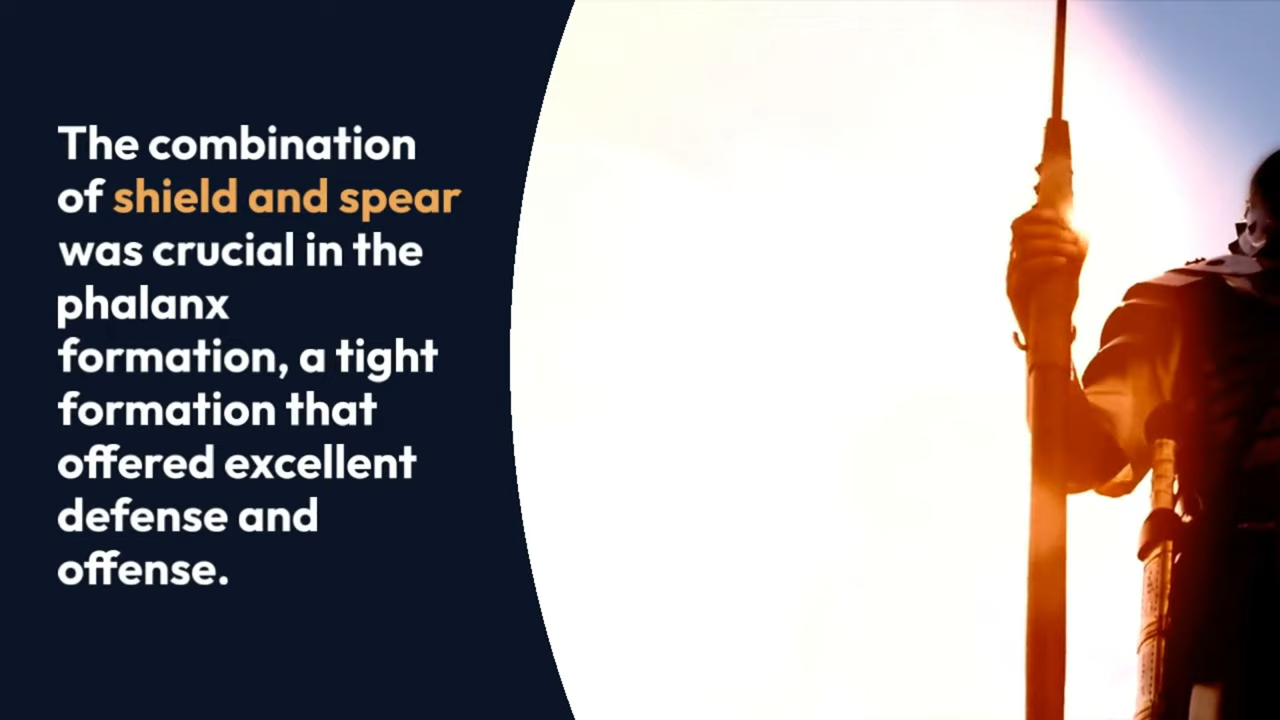 The combination
of shield and spear
was crucial in the
phalanx
formation, a tight
formation that
offered excellent
defense and
offense.